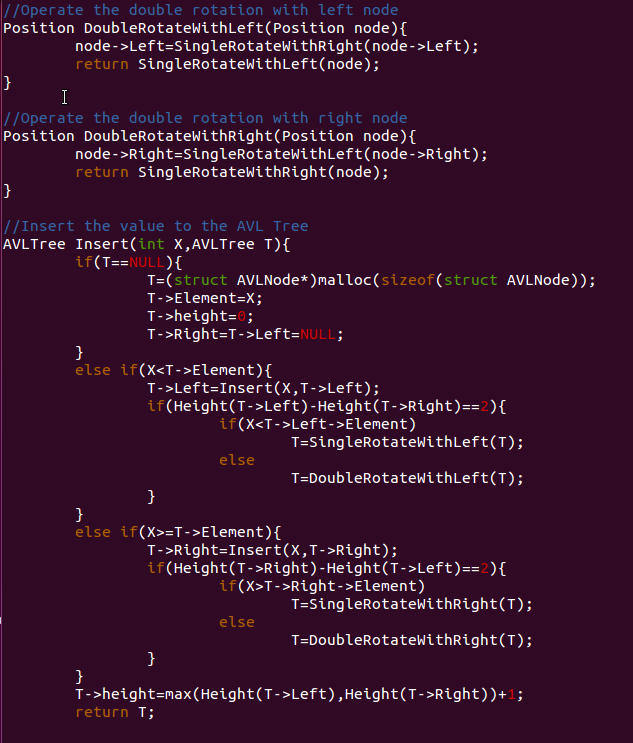 //Operate the double rotation with left node
Position DoubleRotateWithLeft(Position node){
        node->Left=SingleRotateWithRight(node->Left);
        return SingleRotateWithLeft(node);
}

//Operate the double rotation with right node
Position DoubleRotateWithRight(Position node){
        node->Right=SingleRotateWithLeft(node->Right);
        return SingleRotateWithRight(node);
}

//Insert the value to the AVL Tree
AVLTree Insert(int X,AVLTree T){
        if(T==NULL){
                T=(struct AVLNode*)malloc(sizeof(struct AVLNode));
                T->Element=X;
                T->height=0;
                T->Right=T->Left=NULL;
        }
        else if(X<T->Element){
                T->Left=Insert(X,T->Left);
                if(Height(T->Left)-Height(T->Right)==2){
                        if(X<T->Left->Element)
                                T=SingleRotateWithLeft(T);
                        else
                                T=DoubleRotateWithLeft(T);
                }
        }
        else if(X>=T->Element){
                T->Right=Insert(X,T->Right);
                if(Height(T->Right)-Height(T->Left)==2){
                        if(X>T->Right->Element)
                                T=SingleRotateWithRight(T);
                        else
                                T=DoubleRotateWithRight(T);
                }
        }
        T->height=max(Height(T->Left),Height(T->Right))+1;
        return T;